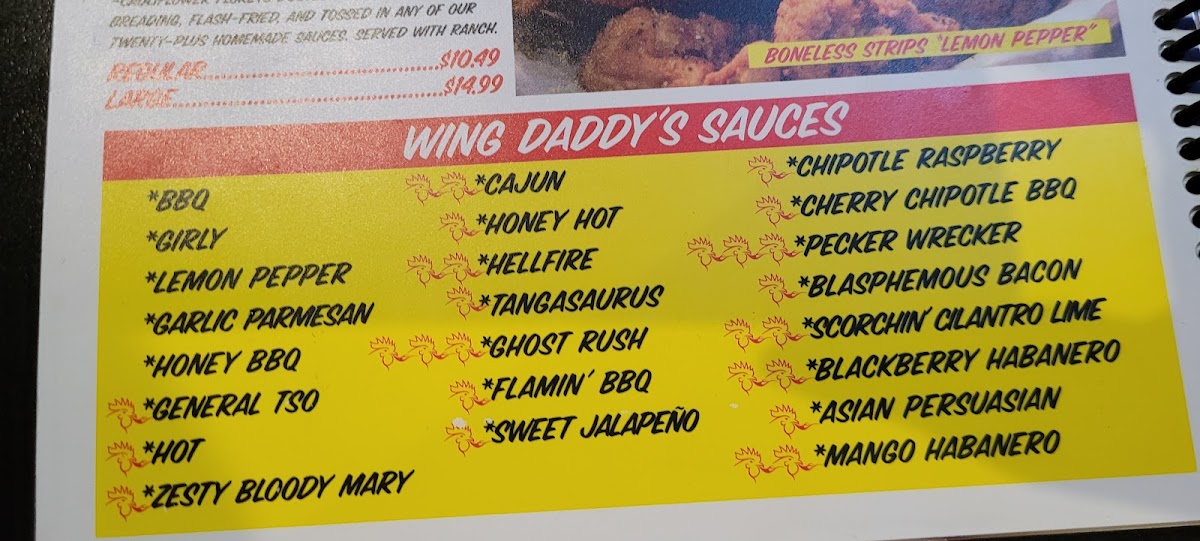 BREADING, FLASH-FRIED, AND TOSSED IN ANY OF OUR
TWENTY-PLUS HOMEMADE SAUCES. SERVED WITH RANCH.
REGULAR....................................$10.49
LARGE........................................$14.99
BONELESS STRIPS "LEMON PEPPER"
WING DADDY'S SAUCES
*BBQ
*GIRLY
*LEMON PEPPER
*GARLIC PARMESAN
*HONEY BBQ
*GENERAL TSO
*HOT
*ZESTY BLOODY MARY
*CAJUN
*HONEY HOT
*HELLFIRE
*TANGASAURUS
*GHOST RUSH
*FLAMIN' BBQ
*SWEET JALAPEÑO
*CHIPOTLE RASPBERRY
*CHERRY CHIPOTLE BBQ
*PECKER WRECKER
*BLASPHEMOUS BACON
*SCORCHIN' CILANTRO LIME
*BLACKBERRY HABANERO
*ASIAN PERSUASIAN
*MANGO HABANERO